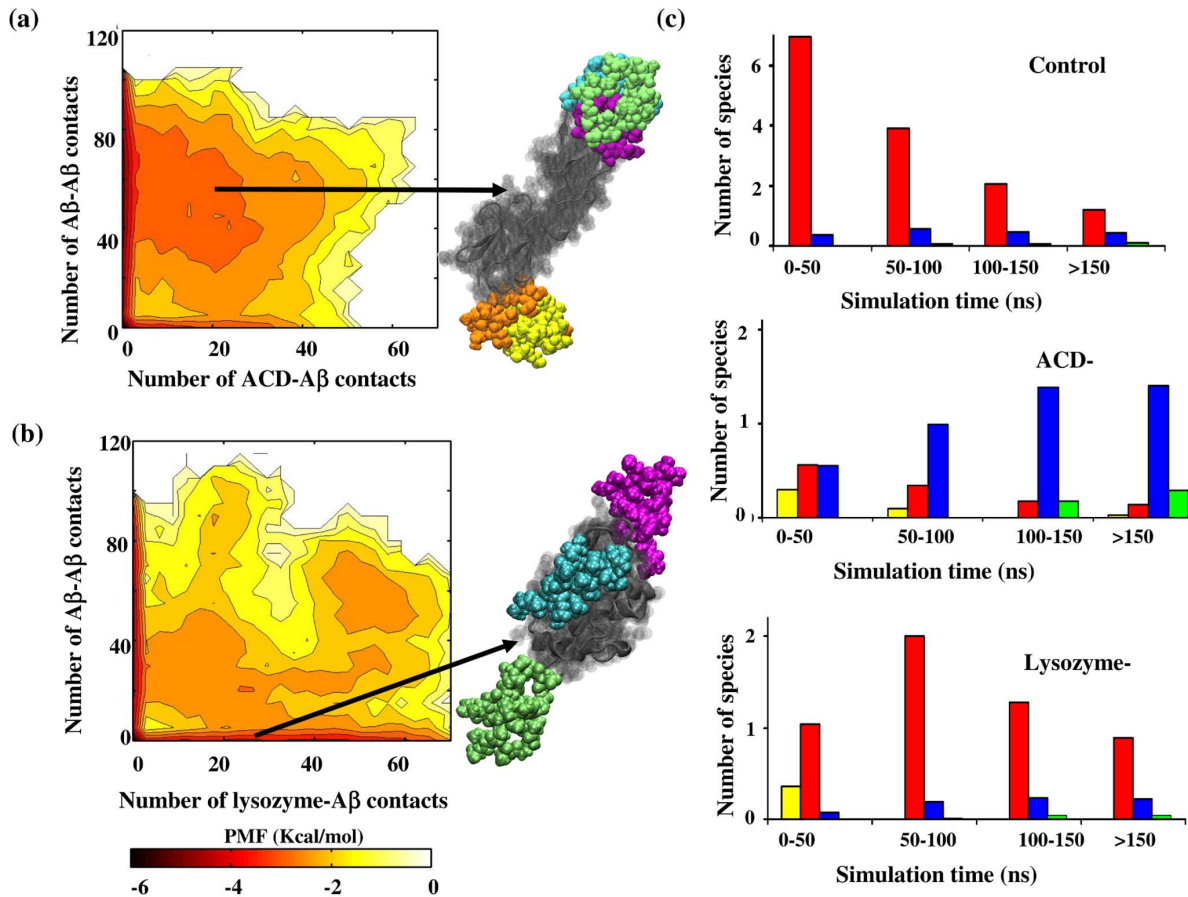 (a)
120
80
40
0
Number of Aβ-Aβ contacts
0 20 40 60
Number of ACD-Aβ contacts
(b)
120
80
40
0
Number of Aβ-Aβ contacts
0 20 40 60
Number of lysozyme-Aβ contacts
PMF (Kcal/mol)
-6 -4 -2 0
(c)
Control
6
4
2
0
Number of species
0-50 50-100 100-150 >150
Simulation time (ns)
ACD-
2
1
0
Number of species
0-50 50-100 100-150 >150
Simulation time (ns)
Lysozyme-
2
1
0
Number of species
0-50 50-100 100-150 >150
Simulation time (ns)